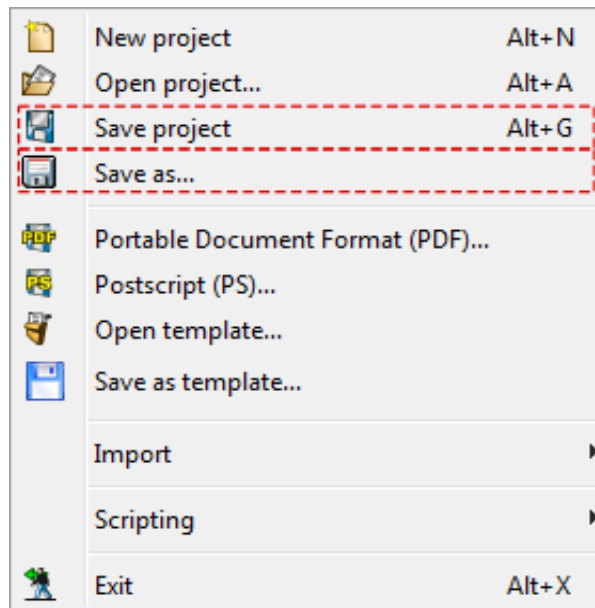 New project Alt+N
Open project... Alt+A
Save project Alt+G
Save as...
PDF Portable Document Format (PDF)...
PS Postscript (PS)...
Open template...
Save as template...
Import
Scripting
Exit Alt+X